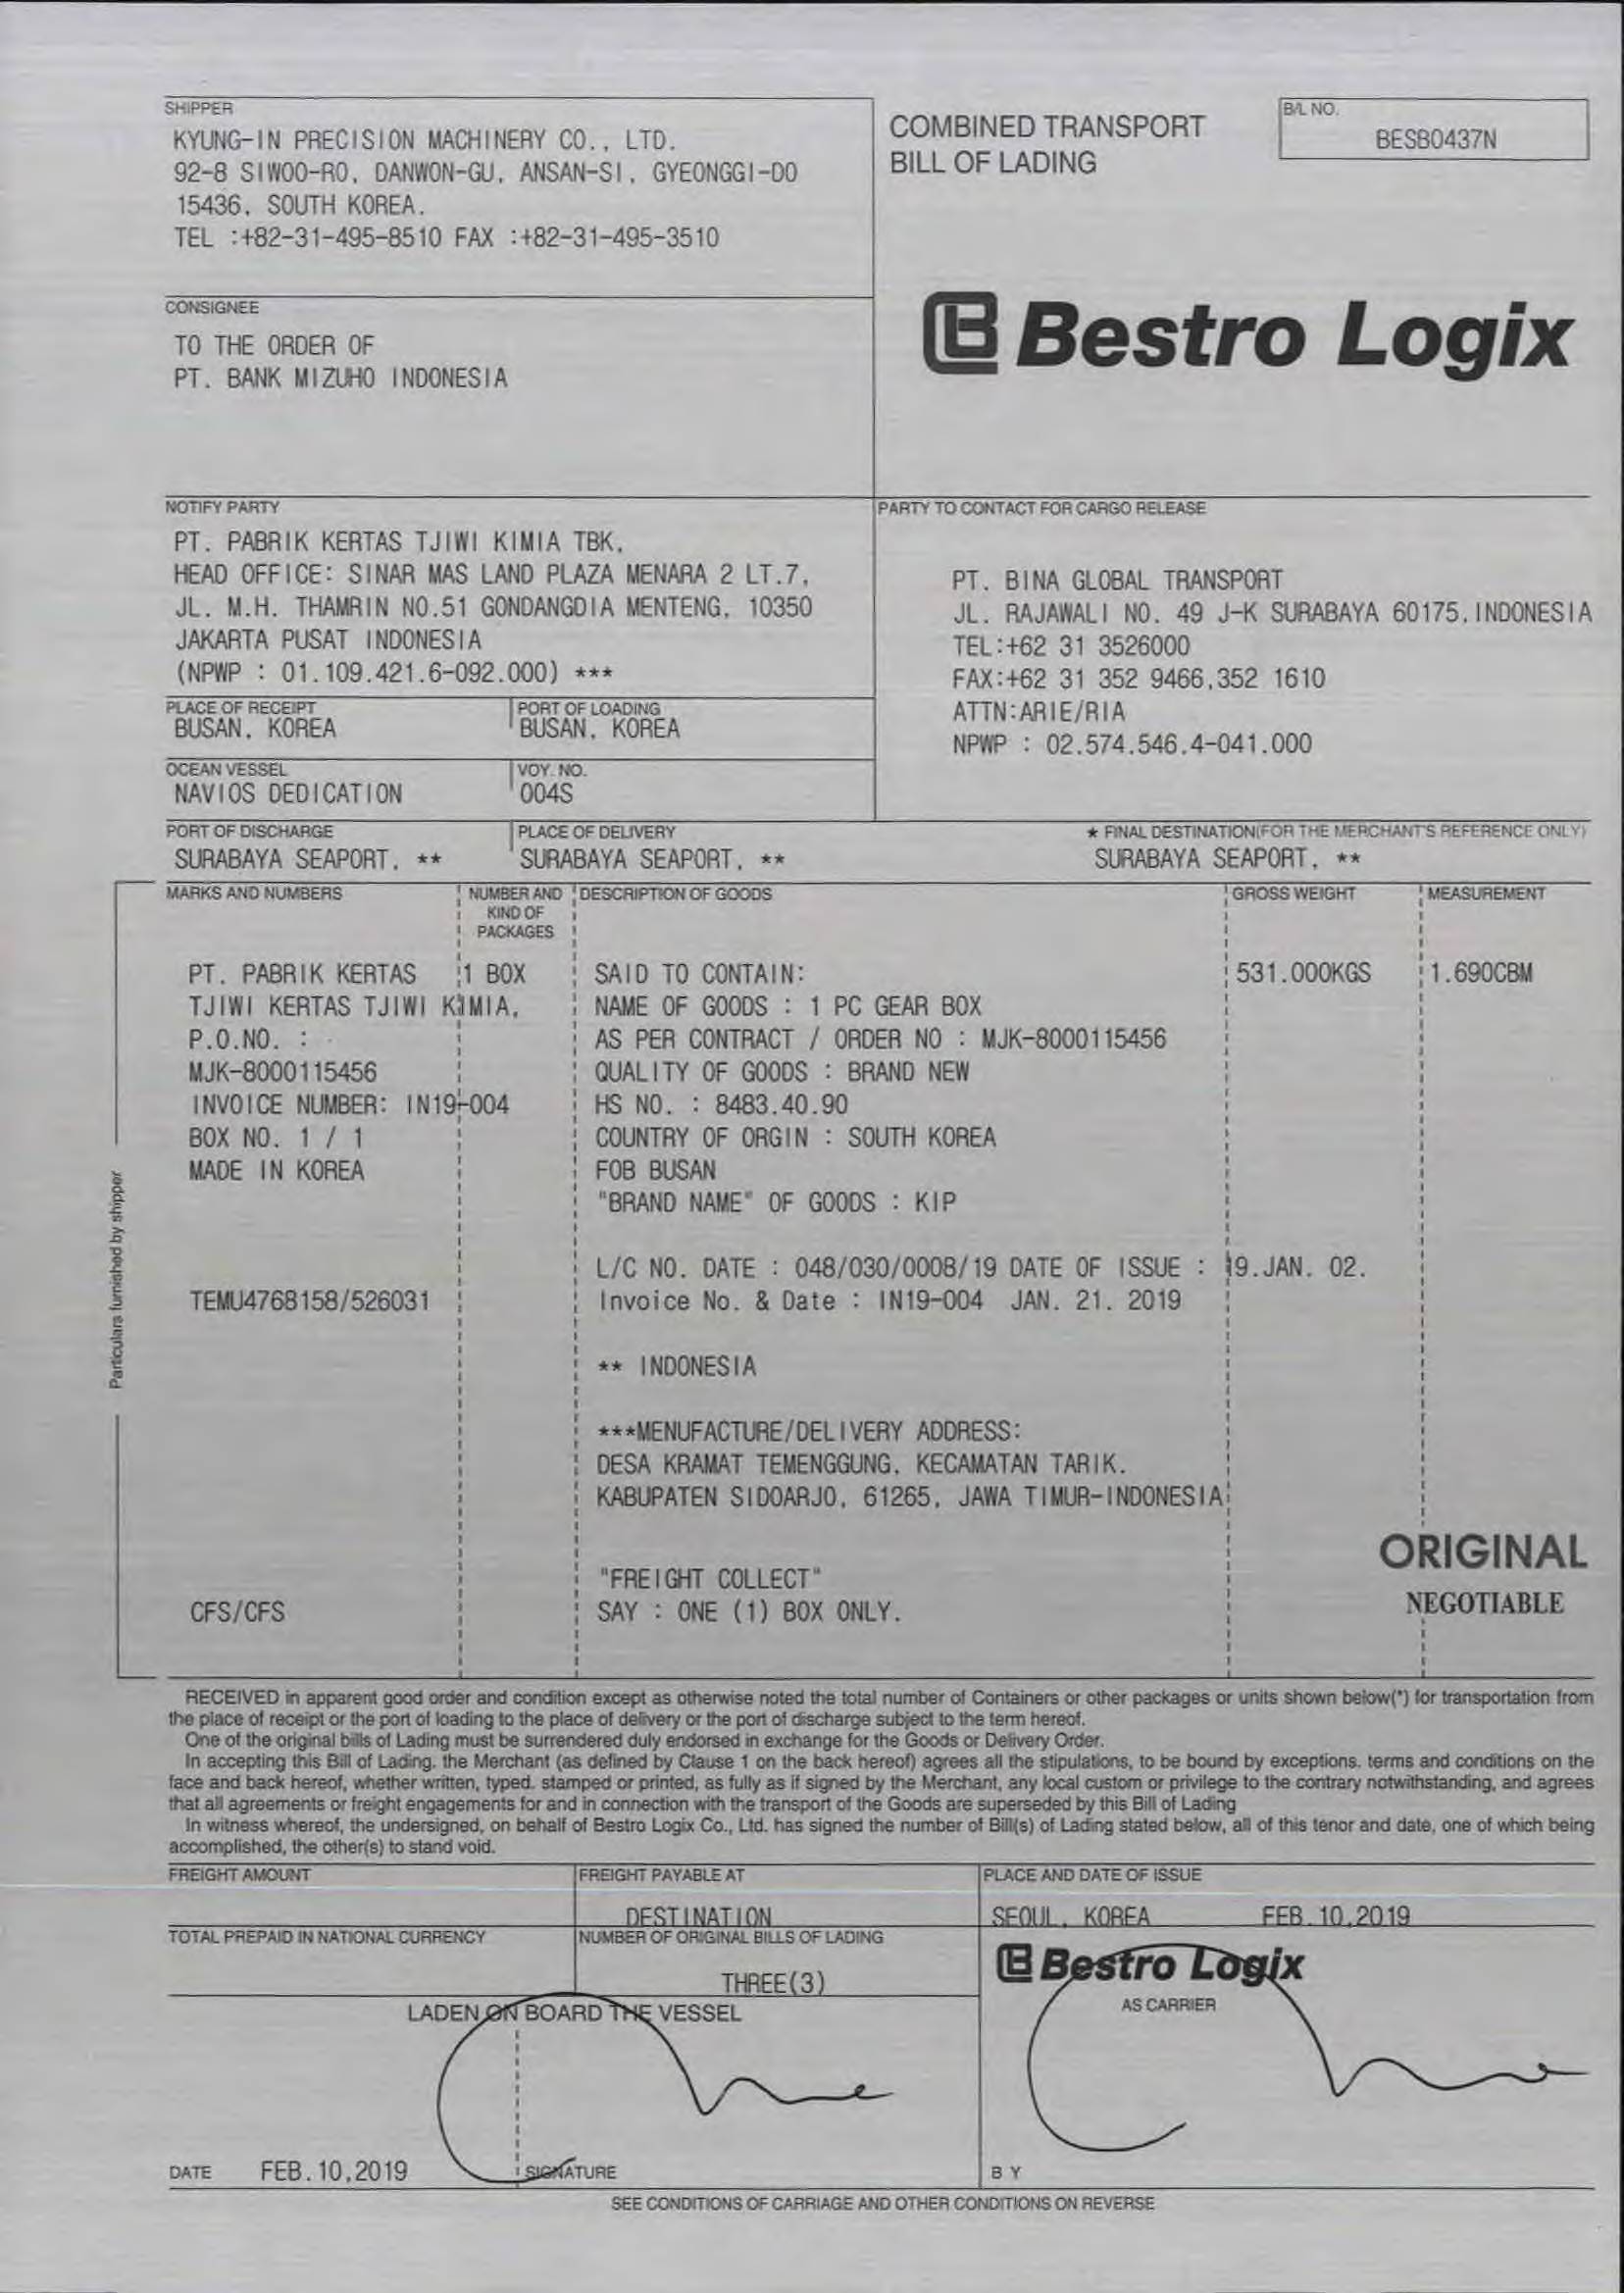 SHIPPER
KYUNG-IN PRECISION MACHINERY CO., LTD.
92-8 SIWOO-RO, DANWON-GU, ANSAN-SI, GYEONGGI-DO
15436, SOUTH KOREA.
TEL :+82-31-495-8510 FAX :+82-31-495-3510
COMBINED TRANSPORT
BILL OF LADING
B/L NO.
BESB0437N
Bestro Logix
CONSIGNEE
TO THE ORDER OF
PT. BANK MIZUHO INDONESIA
NOTIFY PARTY
PT. PABRIK KERTAS TJIWI KIMIA TBK,
HEAD OFFICE: SINAR MAS LAND PLAZA MENARA 2 LT.7,
JL. M.H. THAMRIN NO.51 GONDANGDIA MENTENG, 10350
JAKARTA PUSAT INDONESIA
(NPWP : 01.109.421.6-092.000) ***
PARTY TO CONTACT FOR CARGO RELEASE
PT. BINA GLOBAL TRANSPORT
JL. RAJAWALI NO. 49 J-K SURABAYA 60175, INDONESIA
TEL:+62 31 3526000
FAX:+62 31 352 9466,352 1610
ATTN:ARIE/RIA
NPWP : 02.574.546.4-041.000
PLACE OF RECEIPT
BUSAN, KOREA
PORT OF LOADING
BUSAN, KOREA
OCEAN VESSEL
NAVIOS DEDICATION
VOY. NO.
004S
PORT OF DISCHARGE
SURABAYA SEAPORT, **
PLACE OF DELIVERY
SURABAYA SEAPORT, **
* FINAL DESTINATION(FOR THE MERCHANT'S REFERENCE ONLY)
SURABAYA SEAPORT, **
MARKS AND NUMBERS
NUMBER AND
KIND OF
PACKAGES
DESCRIPTION OF GOODS
GROSS WEIGHT
MEASUREMENT
PT. PABRIK KERTAS 1 BOX SAID TO CONTAIN: 531.000KGS 1.690CBM
TJIWI KERTAS TJIWI KIMIA, NAME OF GOODS : 1 PC GEAR BOX
P.O.NO. : AS PER CONTRACT / ORDER NO : MJK-8000115456
MJK-8000115456 QUALITY OF GOODS : BRAND NEW
INVOICE NUMBER: IN19-004 HS NO. : 8483.40.90
BOX NO. 1 / 1 COUNTRY OF ORGIN : SOUTH KOREA
MADE IN KOREA FOB BUSAN
"BRAND NAME" OF GOODS : KIP
L/C NO. DATE : 048/030/0008/19 DATE OF ISSUE : 19.JAN. 02.
TEMU4768158/526031 Invoice No. & Date : IN19-004 JAN. 21. 2019
** INDONESIA
***MENUFACTURE/DELIVERY ADDRESS:
DESA KRAMAT TEMENGGUNG, KECAMATAN TARIK.
KABUPATEN SIDOARJO, 61265, JAWA TIMUR-INDONESIA
Particulars furnished by shipper
ORIGINAL
NEGOTIABLE
"FREIGHT COLLECT"
CFS/CFS SAY : ONE (1) BOX ONLY.
RECEIVED in apparent good order and condition except as otherwise noted the total number of Containers or other packages or units shown below(*) for transportation from
the place of receipt or the port of loading to the place of delivery or the port of discharge subject to the term hereof.
One of the original bills of Lading must be surrendered duly endorsed in exchange for the Goods or Delivery Order.
In accepting this Bill of Lading, the Merchant (as defined by Clause 1 on the back hereof) agrees all the stipulations, to be bound by exceptions, terms and conditions on the
face and back hereof, whether written, typed, stamped or printed, as fully as if signed by the Merchant, any local custom or privilege to the contrary notwithstanding, and agrees
that all agreements or freight engagements for and in connection with the transport of the Goods are superseded by this Bill of Lading
In witness whereof, the undersigned, on behalf of Bestro Logix Co., Ltd. has signed the number of Bill(s) of Lading stated below, all of this tenor and date, one of which being
accomplished, the other(s) to stand void.
FREIGHT AMOUNT
FREIGHT PAYABLE AT
DESTINATION
PLACE AND DATE OF ISSUE
SEOUL, KOREA FEB.10,2019
TOTAL PREPAID IN NATIONAL CURRENCY
NUMBER OF ORIGINAL BILLS OF LADING
THREE(3)
Bestro Logix
AS CARRIER
LADEN ON BOARD THE VESSEL
DATE FEB.10,2019
SIGNATURE
BY
SEE CONDITIONS OF CARRIAGE AND OTHER CONDITIONS ON REVERSE